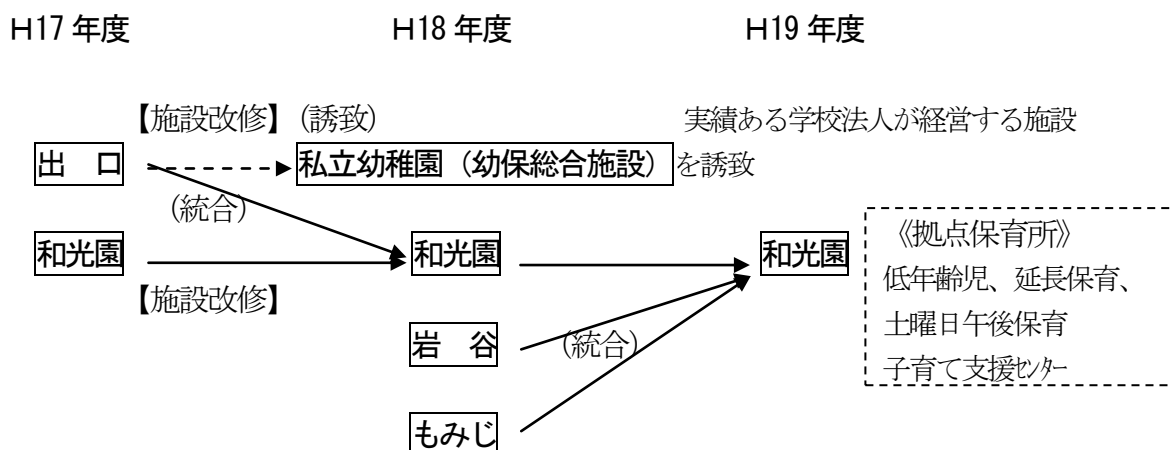 H17 年度 H18 年度 H19 年度
【施設改修】(誘致) 実績ある学校法人が経営する施設
出 口 私立幼稚園（幼保総合施設） を誘致
(統合)
和光園 和光園 和光園
【施設改修】
岩 谷 (統合)
もみじ
《拠点保育所》
低年齢児、延長保育、
土曜日午後保育
子育て支援ｾﾝﾀｰ